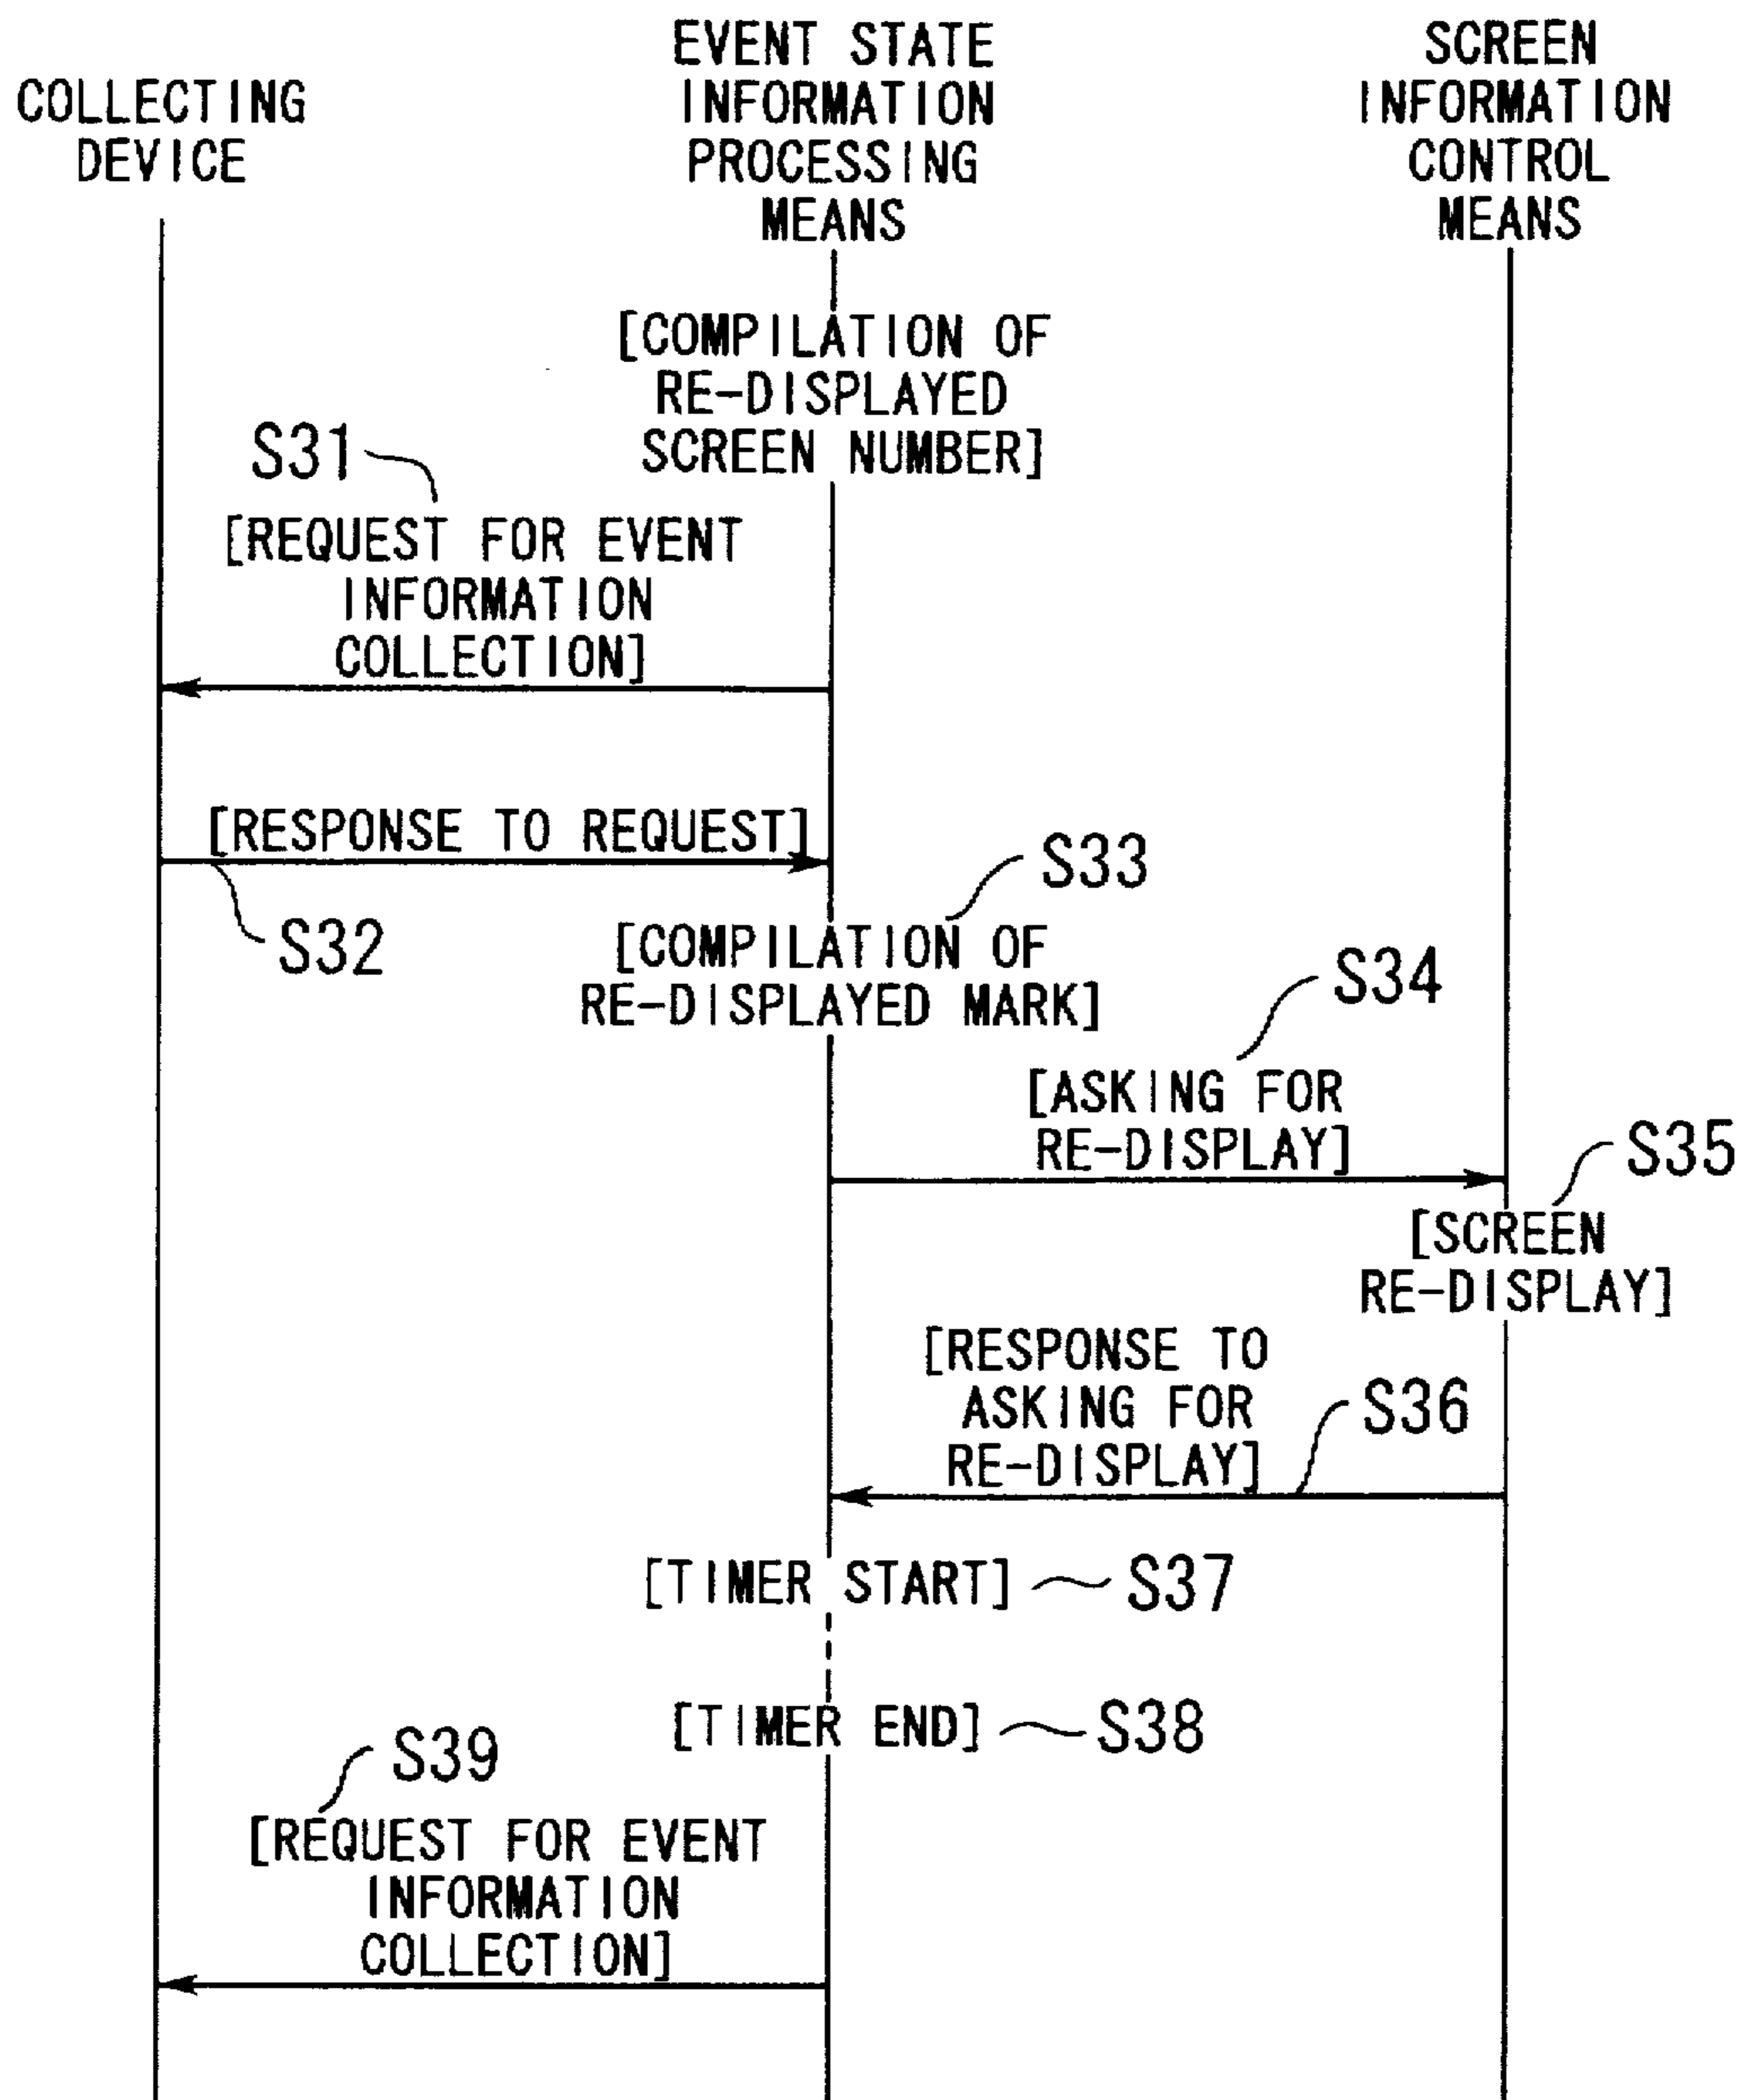 COLLECTING
DEVICE
EVENT STATE
INFORMATION
PROCESSING
MEANS
SCREEN
INFORMATION
CONTROL
MEANS
[COMPILATION OF
RE-DISPLAYED
SCREEN NUMBER]
S31
[REQUEST FOR EVENT
INFORMATION
COLLECTION]
[RESPONSE TO REQUEST]
S32
S33
[COMPILATION OF
RE-DISPLAYED MARK]
S34
[ASKING FOR
RE-DISPLAY]
S35
[SCREEN
RE-DISPLAY]
[RESPONSE TO
ASKING FOR
RE-DISPLAY]
S36
[TIMER START]
S37
[TIMER END]
S38
S39
[REQUEST FOR EVENT
INFORMATION
COLLECTION]